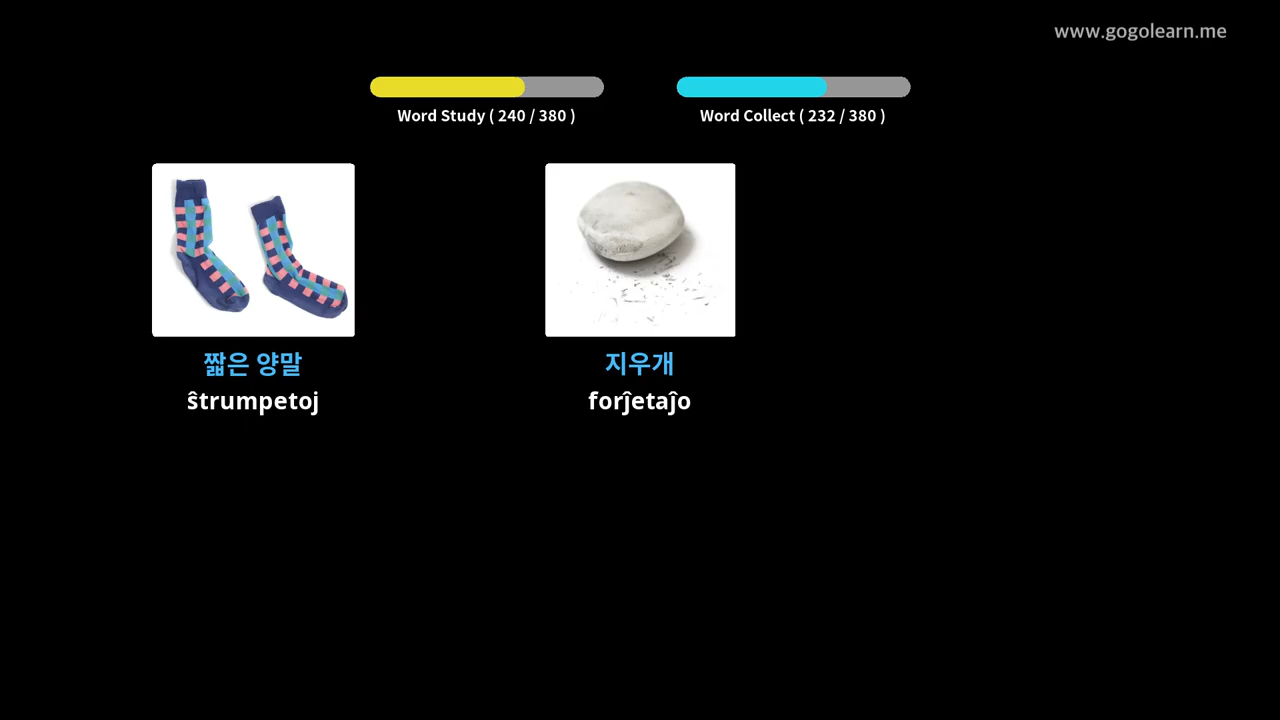 www.gogolearn.me
Word Study ( 240 / 380 )
Word Collect ( 232 / 380 )
짧은 양말
ŝtrumpetoj
지우개
forĵetaĵo